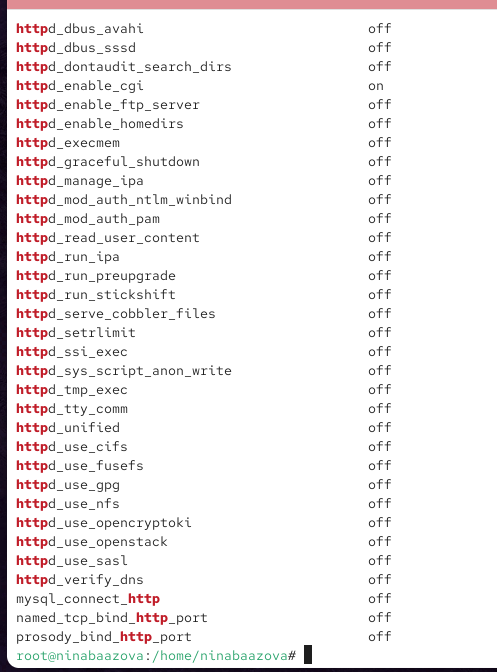 httpd_dbus_avahi off
httpd_dbus_sssd off
httpd_dontaudit_search_dirs off
httpd_enable_cgi on
httpd_enable_ftp_server off
httpd_enable_homedirs off
httpd_execmem off
httpd_graceful_shutdown off
httpd_manage_ipa off
httpd_mod_auth_ntlm_winbind off
httpd_mod_auth_pam off
httpd_read_user_content off
httpd_run_ipa off
httpd_run_preupgrade off
httpd_run_stickshift off
httpd_serve_cobbler_files off
httpd_setrlimit off
httpd_ssi_exec off
httpd_sys_script_anon_write off
httpd_tmp_exec off
httpd_tty_comm off
httpd_unified off
httpd_use_cifs off
httpd_use_fusefs off
httpd_use_gpg off
httpd_use_nfs off
httpd_use_opencryptoki off
httpd_use_openstack off
httpd_use_sasl off
httpd_verify_dns off
mysql_connect_http off
named_tcp_bind_http_port off
prosody_bind_http_port off
root@ninabaazova:/home/ninabaazova#